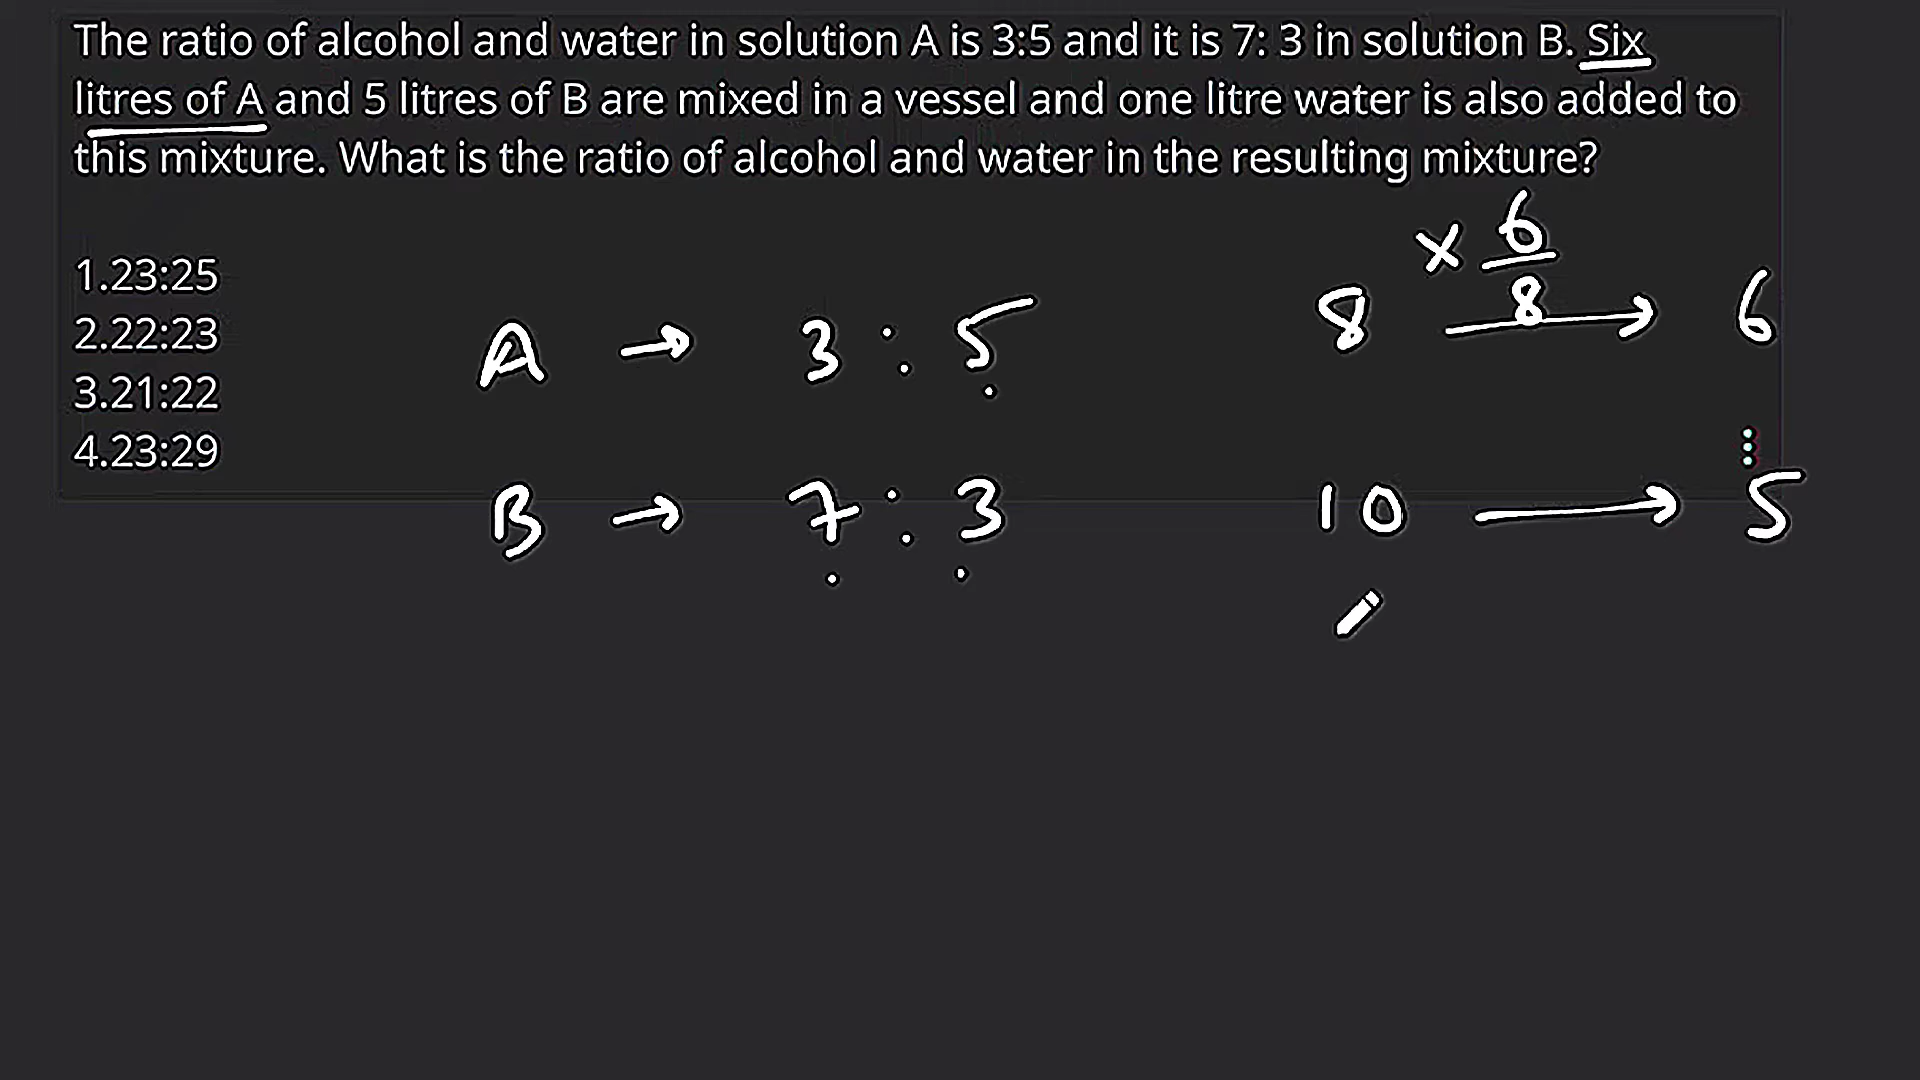 The ratio of alcohol and water in solution A is 3:5 and it is 7: 3 in solution B. Six
litres of A and 5 litres of B are mixed in a vessel and one litre water is also added to
this mixture. What is the ratio of alcohol and water in the resulting mixture?
1.23:25
2.22:23
3.21:22
4.23:29
A → 3 : 5
8 × 6/8 → 6
B → 7 : 3
10 → 5